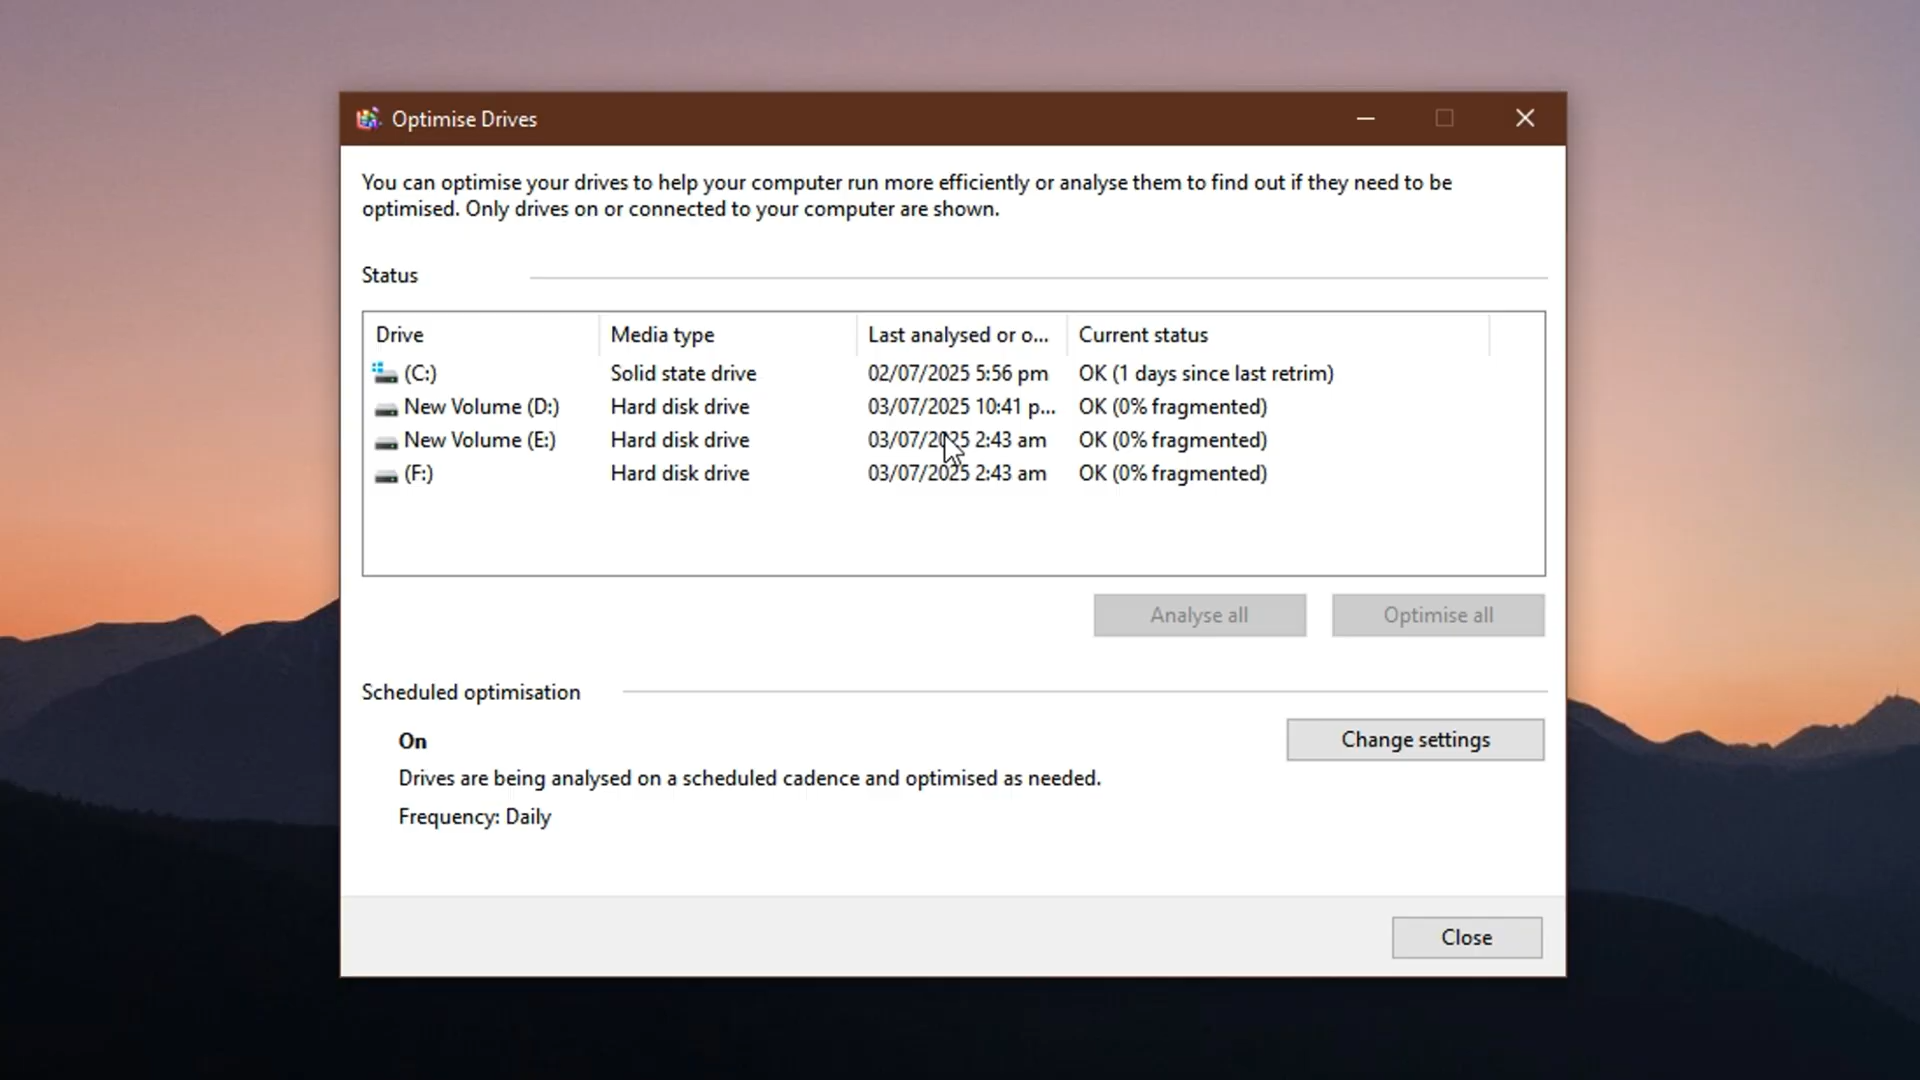 Optimise Drives
You can optimise your drives to help your computer run more efficiently or analyse them to find out if they need to be
optimised. Only drives on or connected to your computer are shown.
Status
Drive Media type Last analysed or o... Current status
(C:) Solid state drive 02/07/2025 5:56 pm OK (1 days since last retrim)
New Volume (D:) Hard disk drive 03/07/2025 10:41 p... OK (0% fragmented)
New Volume (E:) Hard disk drive 03/07/2025 2:43 am OK (0% fragmented)
(F:) Hard disk drive 03/07/2025 2:43 am OK (0% fragmented)
Analyse all Optimise all
Scheduled optimisation
On
Change settings
Drives are being analysed on a scheduled cadence and optimised as needed.
Frequency: Daily
Close